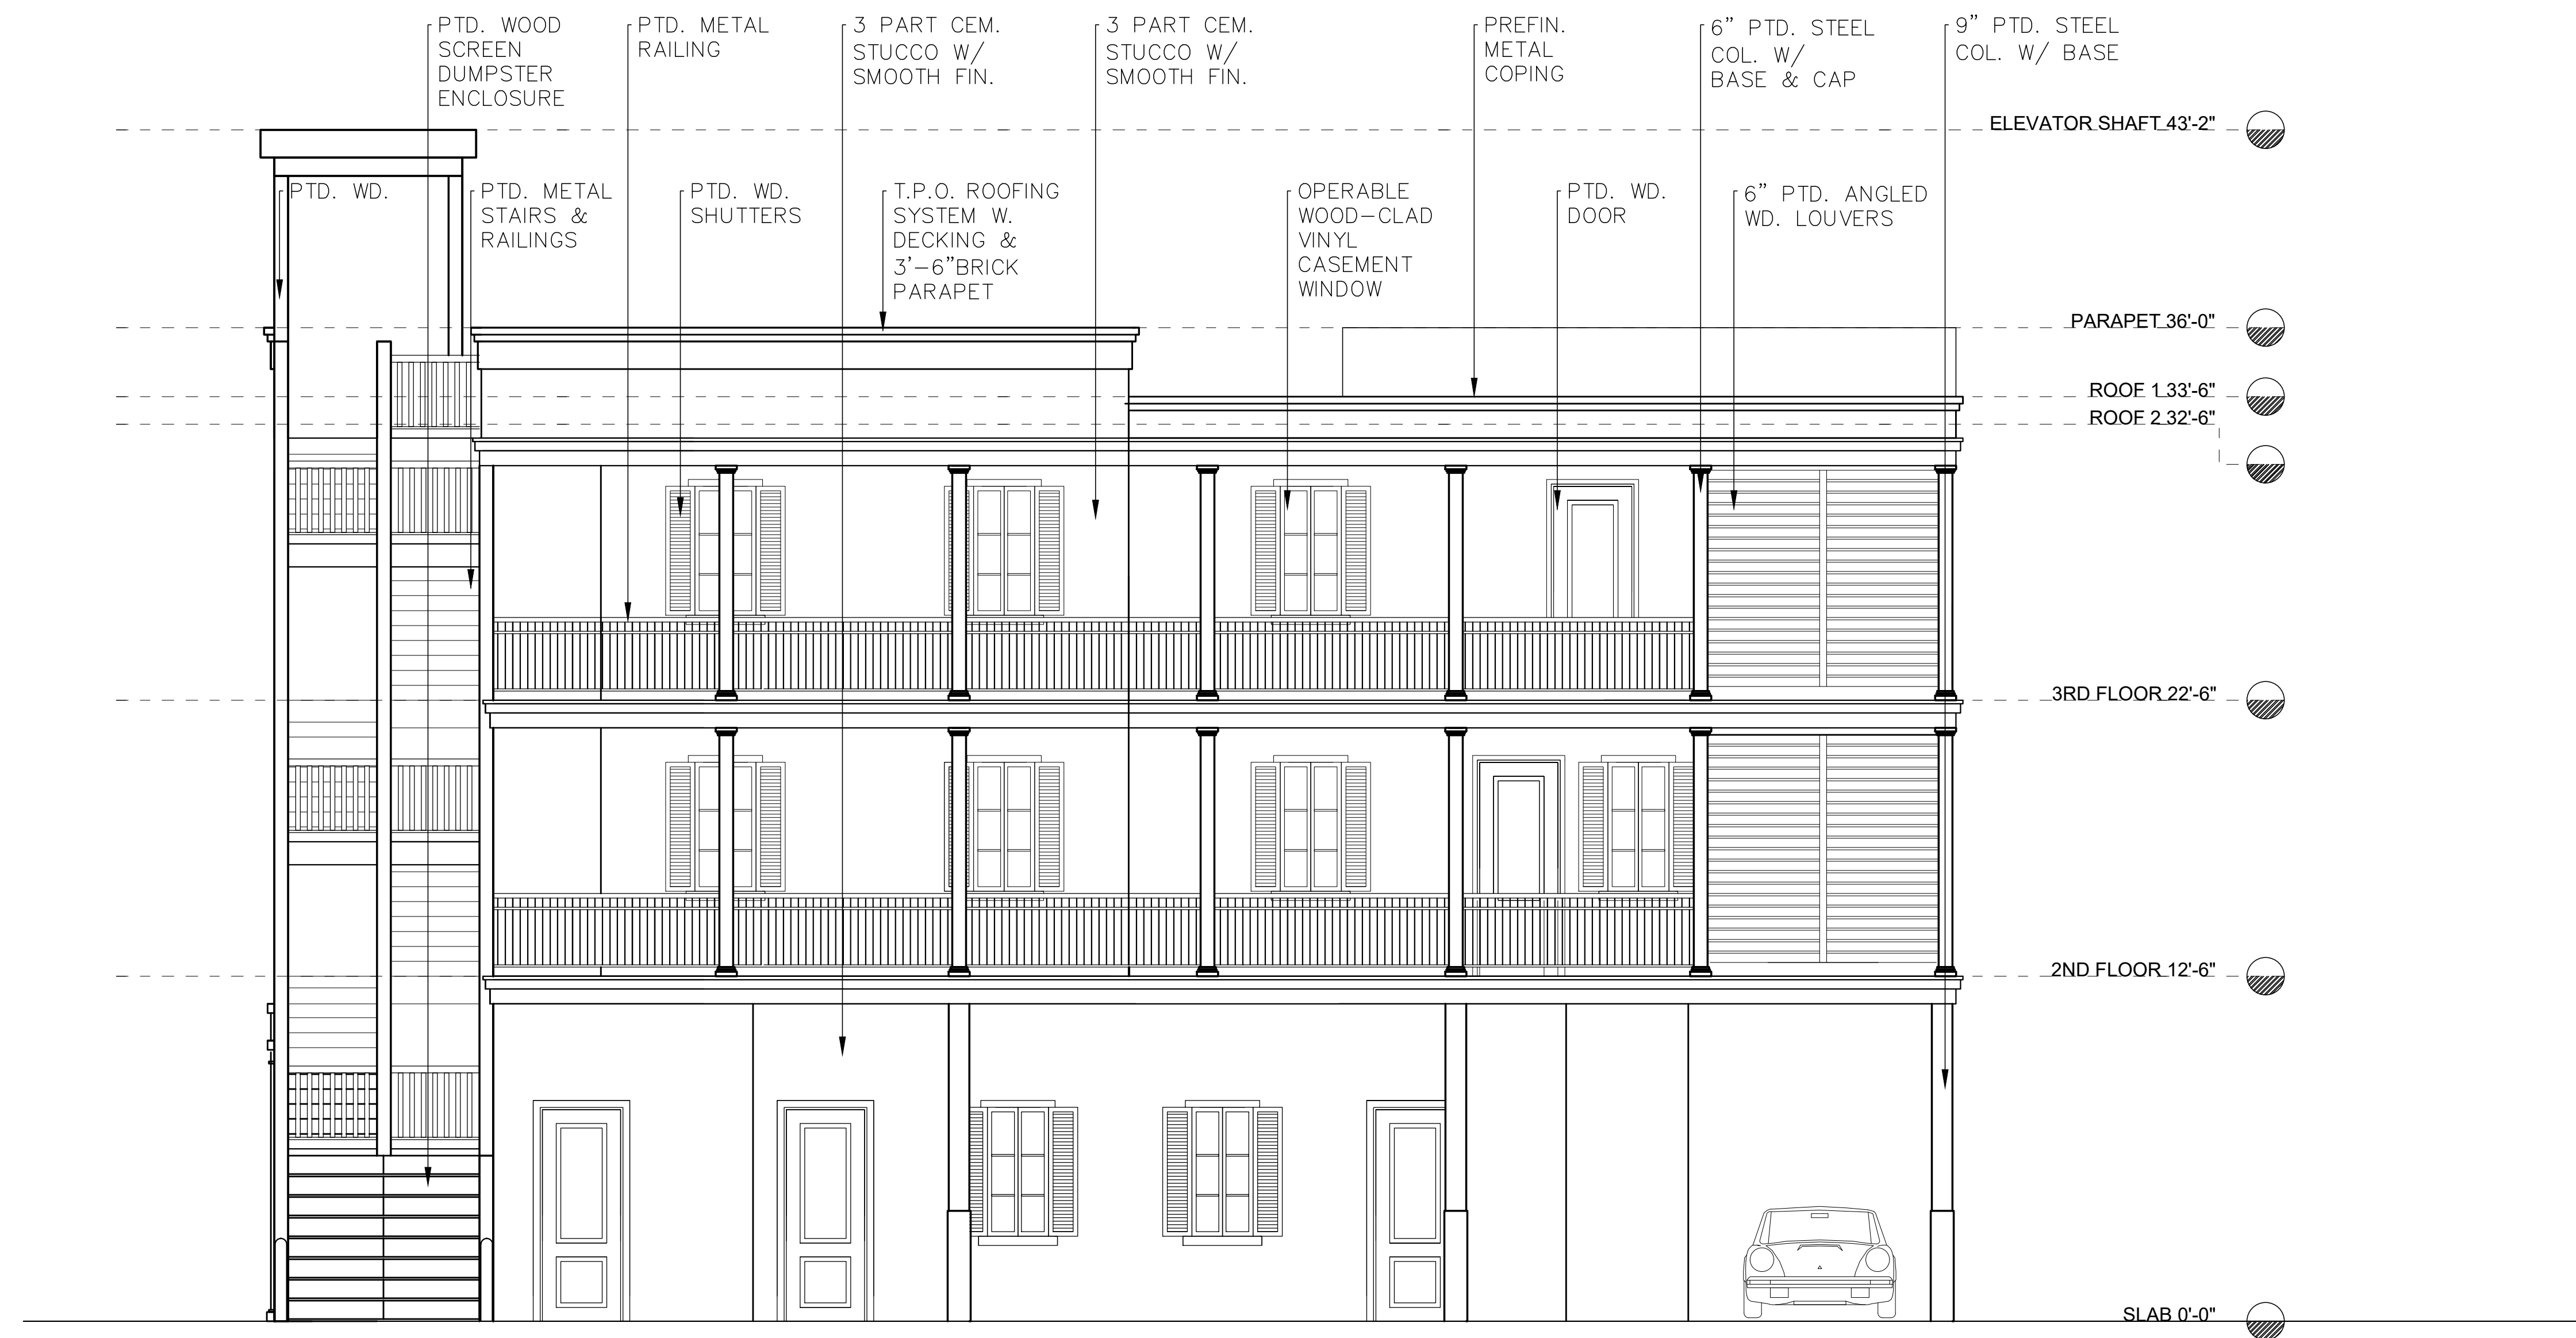 PTD. WOOD
SCREEN
DUMPSTER
ENCLOSURE
PTD. METAL
RAILING
3 PART CEM.
STUCCO W/
SMOOTH FIN.
3 PART CEM.
STUCCO W/
SMOOTH FIN.
PREFIN.
METAL
COPING
6” PTD. STEEL
COL. W/
BASE & CAP
9” PTD. STEEL
COL. W/ BASE
ELEVATOR SHAFT 43'-2"
PTD. WD.
PTD. METAL
STAIRS &
RAILINGS
PTD. WD.
SHUTTERS
T.P.O. ROOFING
SYSTEM W.
DECKING &
3’-6”BRICK
PARAPET
OPERABLE
WOOD-CLAD
VINYL
CASEMENT
WINDOW
PTD. WD.
DOOR
6” PTD. ANGLED
WD. LOUVERS
PARAPET 36'-0"
ROOF 1 33'-6"
ROOF 2 32'-6"
3RD FLOOR 22'-6"
2ND FLOOR 12'-6"
SLAB 0'-0"